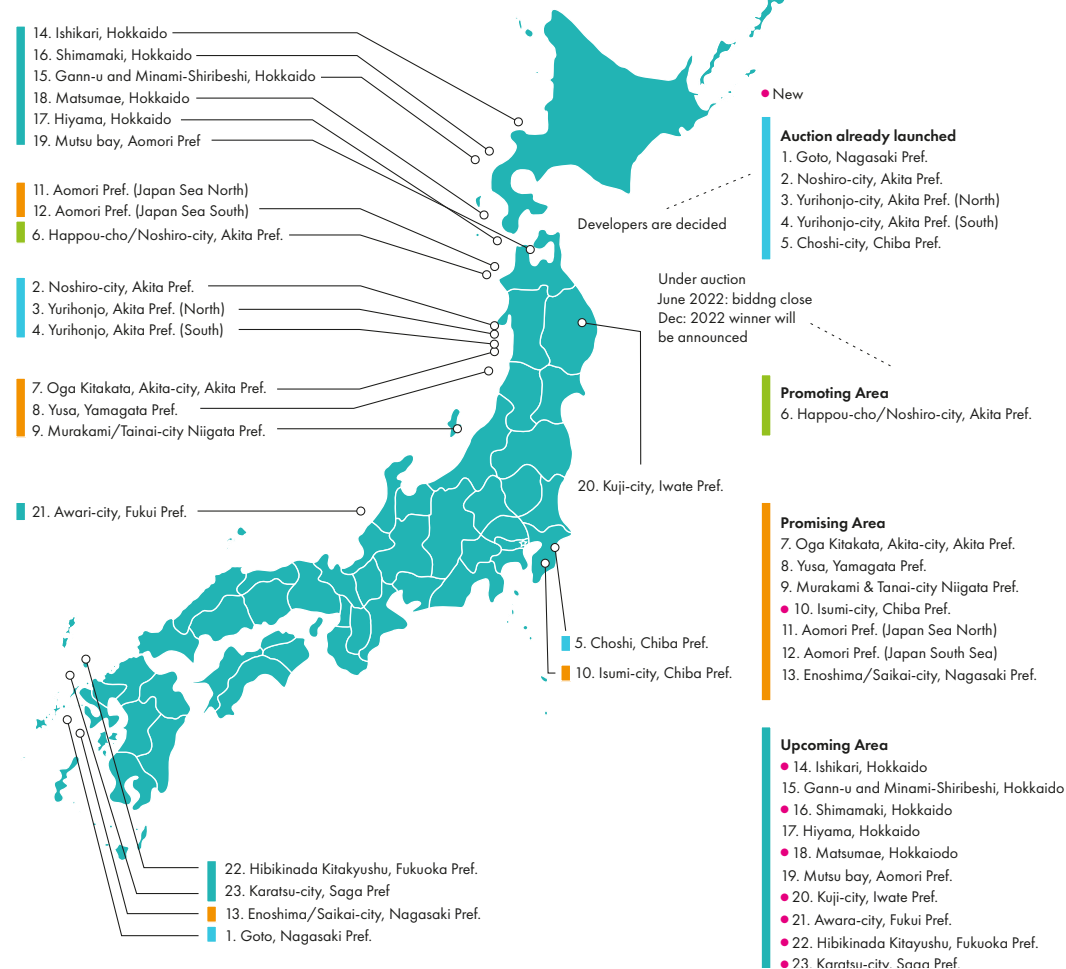 14. Ishikari, Hokkaido
16. Shimamaki, Hokkaido
15. Gann-u and Minami-Shiribeshi, Hokkaido
18. Matsumae, Hokkaido
17. Hiyama, Hokkaido
19. Mutsu bay, Aomori Pref
11. Aomori Pref. (Japan Sea North)
12. Aomori Pref. (Japan Sea South)
6. Happou-cho/Noshiro-city, Akita Pref.
2. Noshiro-city, Akita Pref.
3. Yurihonjo, Akita Pref. (North)
4. Yurihonjo, Akita Pref. (South)
7. Oga Kitakata, Akita-city, Akita Pref.
8. Yusa, Yamagata Pref.
9. Murakami/Tainai-city Niigata Pref.
21. Awari-city, Fukui Pref.
20. Kuji-city, Iwate Pref.
5. Choshi, Chiba Pref.
10. Isumi-city, Chiba Pref.
22. Hibikinada Kitakyushu, Fukuoka Pref.
23. Karatsu-city, Saga Pref
13. Enoshima/Saikai-city, Nagasaki Pref.
1. Goto, Nagasaki Pref.
New
Auction already launched
1. Goto, Nagasaki Pref.
2. Noshiro-city, Akita Pref.
3. Yurihonjo-city, Akita Pref. (North)
4. Yurihonjo-city, Akita Pref. (South)
5. Choshi-city, Chiba Pref.
Developers are decided
Under auction
June 2022: biddng close
Dec: 2022 winner will
be announced
Promoting Area
6. Happou-cho/Noshiro-city, Akita Pref.
Promising Area
7. Oga Kitakata, Akita-city, Akita Pref.
8. Yusa, Yamagata Pref.
9. Murakami & Tanai-city Niigata Pref.
10. Isumi-city, Chiba Pref.
11. Aomori Pref. (Japan Sea North)
12. Aomori Pref. (Japan South Sea)
13. Enoshima/Saikai-city, Nagasaki Pref.
Upcoming Area
14. Ishikari, Hokkaido
15. Gann-u and Minami-Shiribeshi, Hokkaido
16. Shimamaki, Hokkaido
17. Hiyama, Hokkaido
18. Matsumae, Hokkaiodo
19. Mutsu bay, Aomori Pref.
20. Kuji-city, Iwate Pref.
21. Awara-city, Fukui Pref.
22. Hibikinada Kitayushu, Fukuoka Pref.
23. Karatsu-city, Saga Pref.